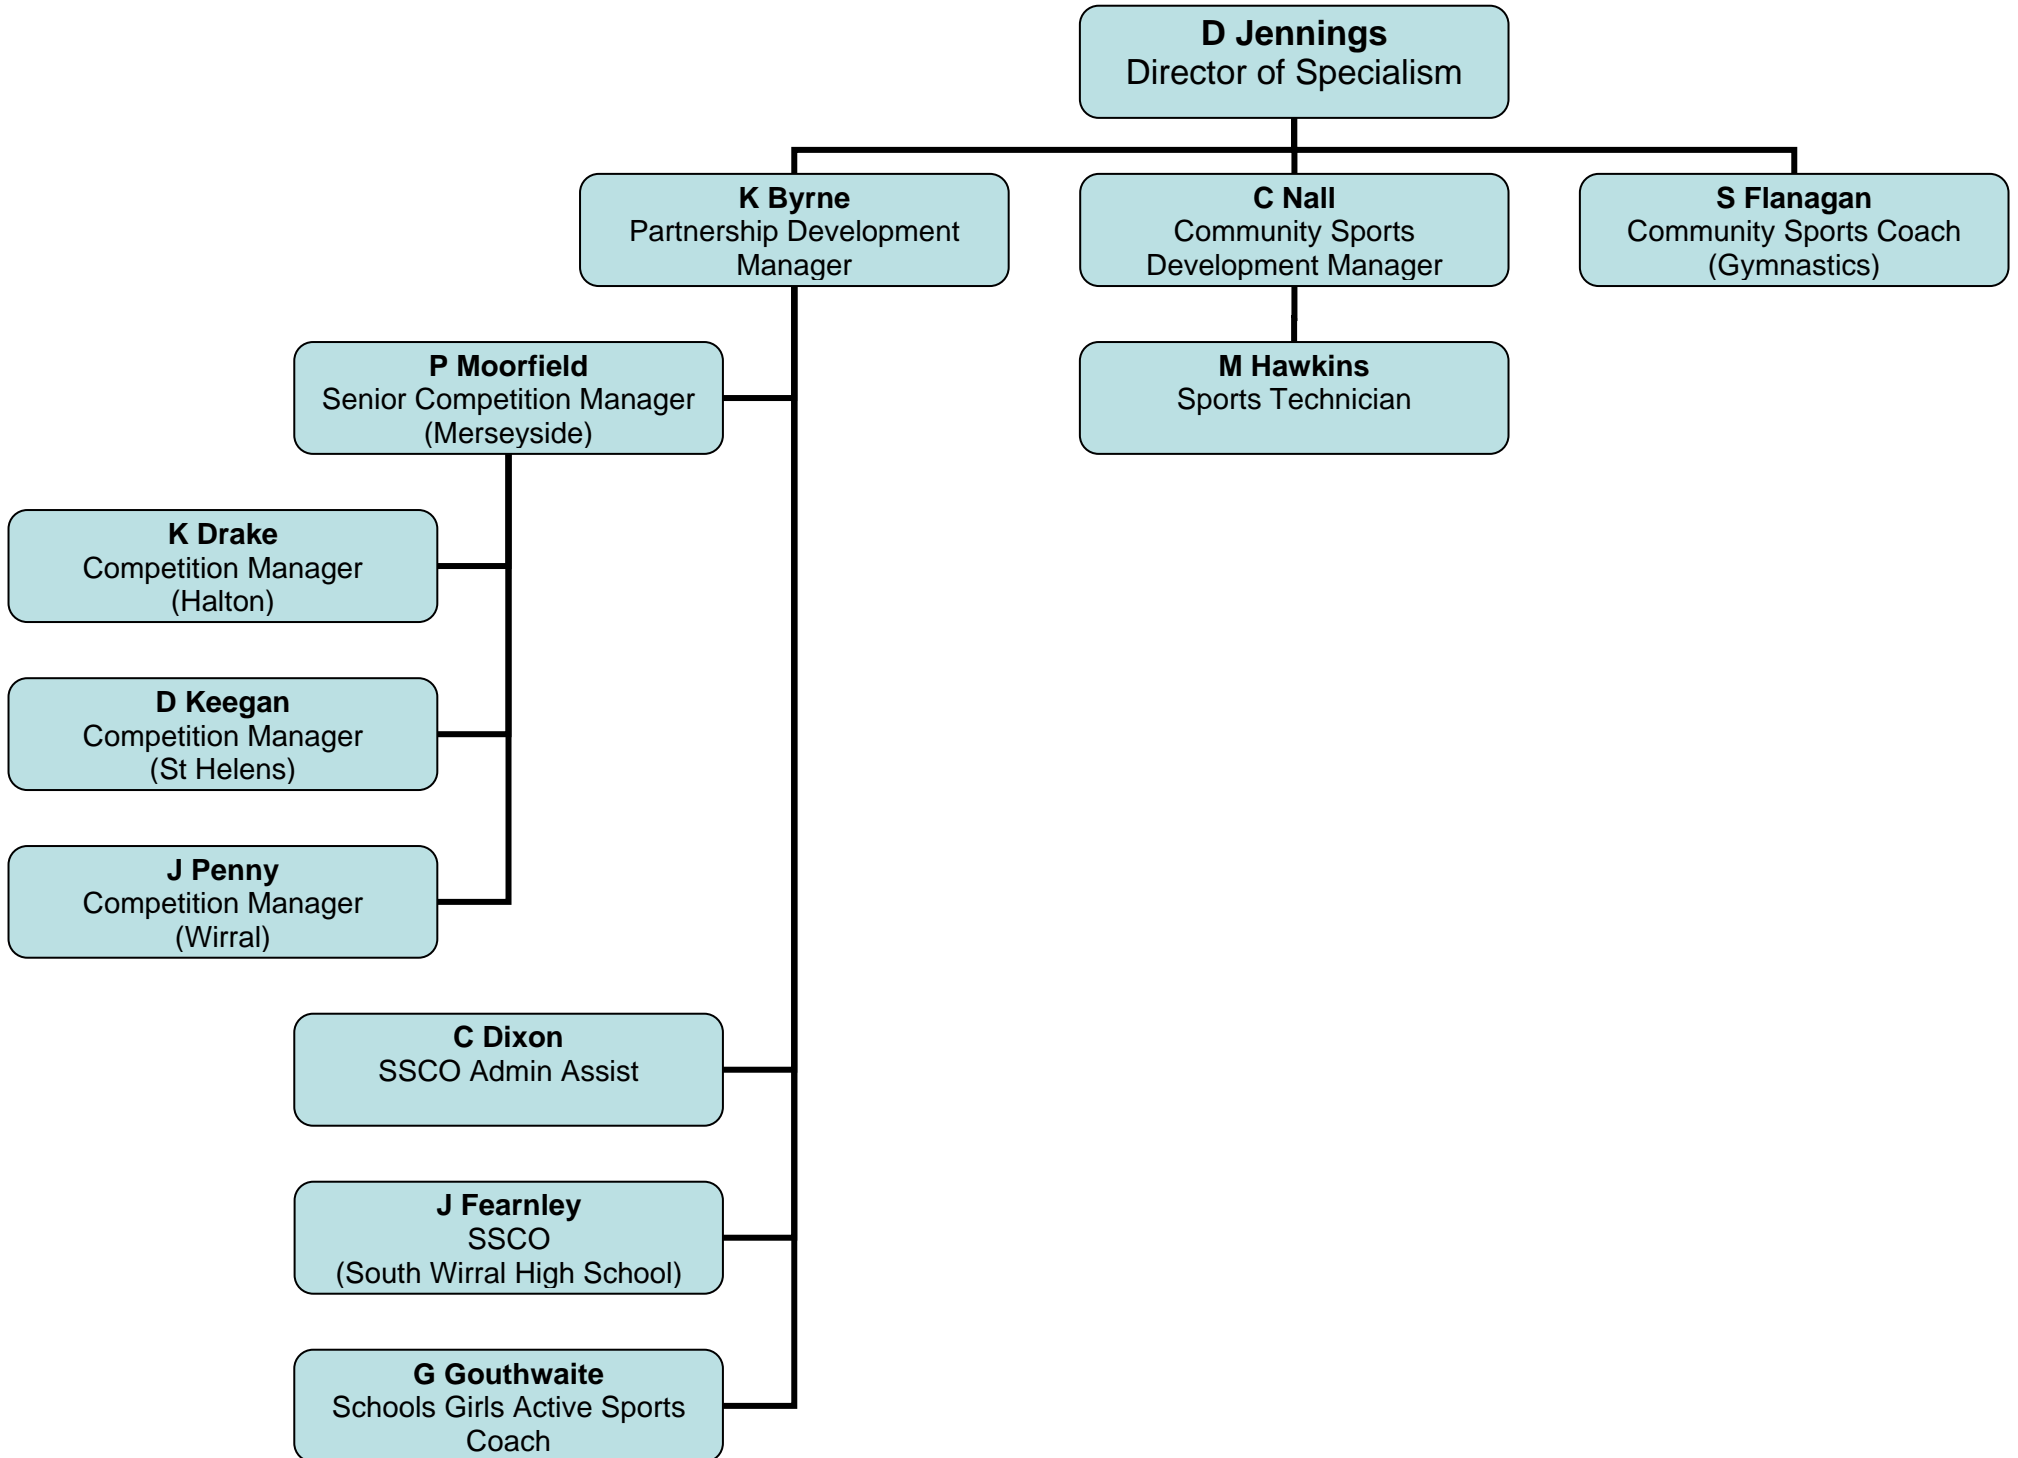 D Jennings
Director of Specialism
K Byrne
Partnership Development
Manager
C Nall
Community Sports
Development Manager
S Flanagan
Community Sports Coach
(Gymnastics)
P Moorfield
Senior Competition Manager
(Merseyside)
M Hawkins
Sports Technician
K Drake
Competition Manager
(Halton)
D Keegan
Competition Manager
(St Helens)
J Penny
Competition Manager
(Wirral)
C Dixon
SSCO Admin Assist
J Fearnley
SSCO
(South Wirral High School)
G Gouthwaite
Schools Girls Active Sports
Coach